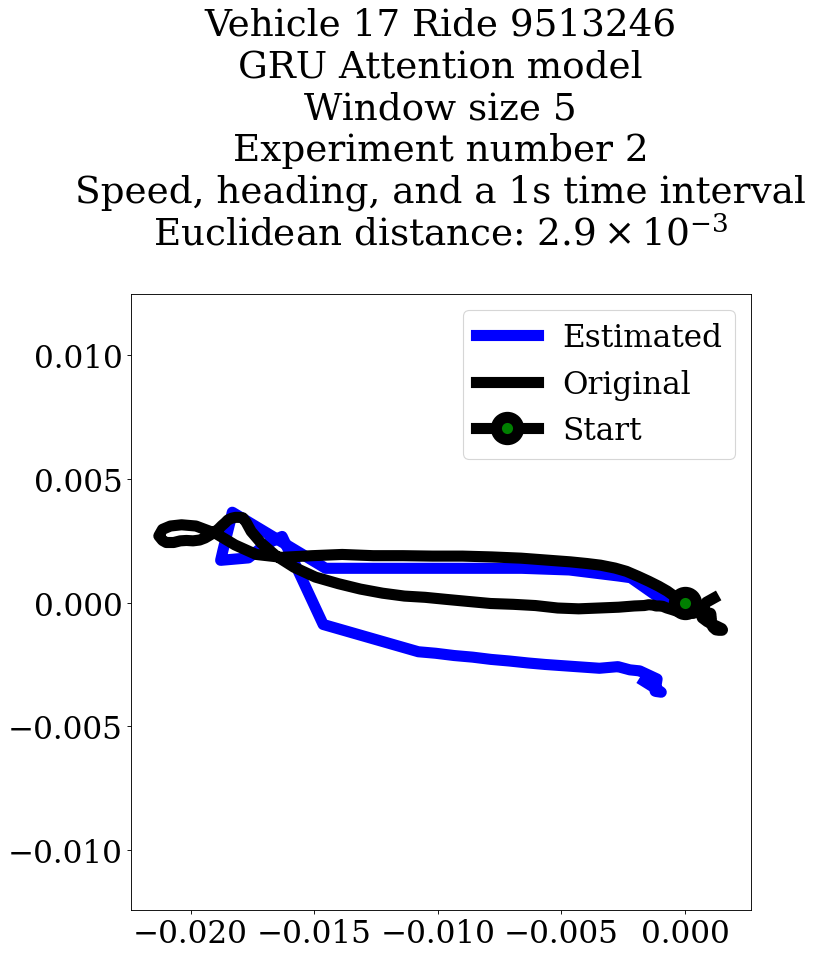 Vehicle 17 Ride 9513246
GRU Attention model
Window size 5
Experiment number 2
Speed, heading, and a 1s time interval
Euclidean distance: 2.9 × 10⁻³
Estimated
Original
Start
0.010
0.005
0.000
−0.005
−0.010
−0.020 −0.015 −0.010 −0.005 0.000